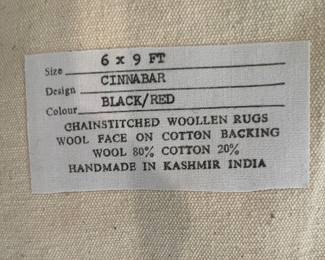 Size 6 x 9 FT
Design CINNABAR
Colour BLACK/RED
CHAINSTITCHED WOOLLEN RUGS
WOOL FACE ON COTTON BACKING
WOOL 80% COTTON 20%
HANDMADE IN KASHMIR INDIA